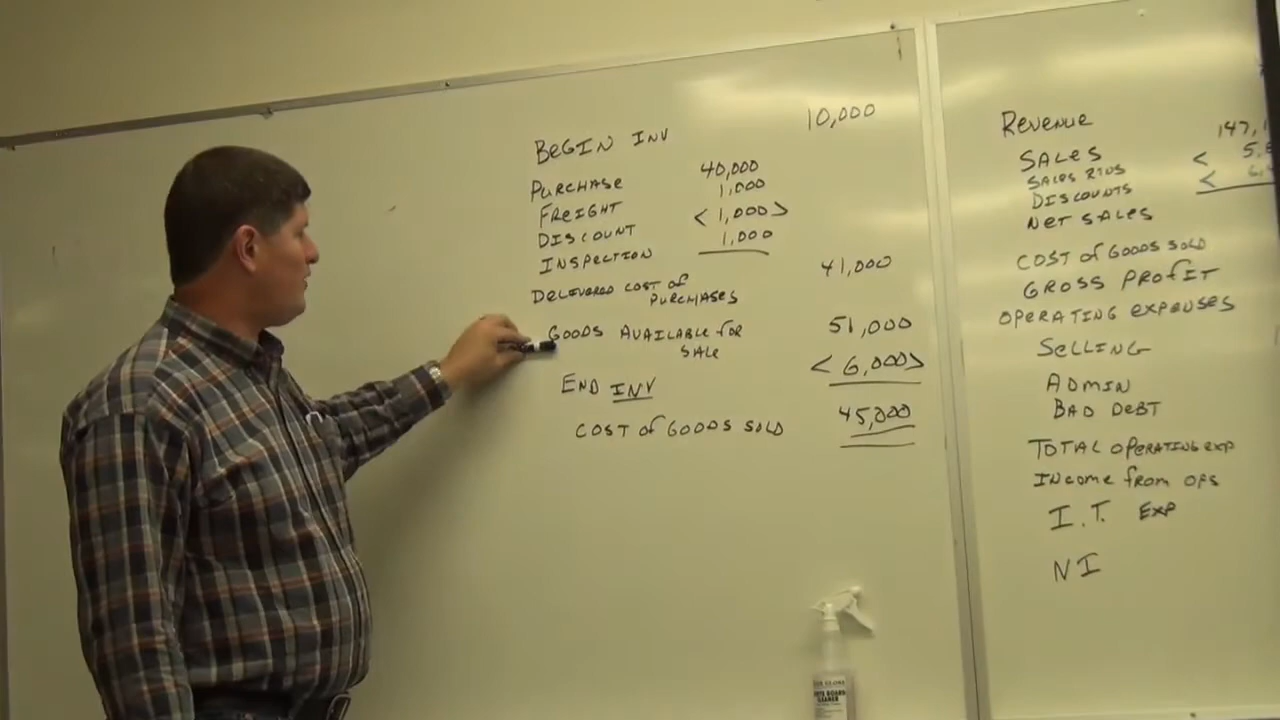 BEGIN INV 10,000
PURCHASE 40,000
FREIGHT 1,000
DISCOUNT < 1,000 >
INSPECTION 1,000
DELIVERED COST OF PURCHASES 41,000
GOODS AVAILABLE FOR SALE 51,000
END INV < 6,000 >
COST OF GOODS SOLD 45,000
Revenue
SALES 147,1
SALES RTNS < 5,
DISCOUNTS < 6,
NET SALES
COST OF GOODS SOLD
GROSS PROFIT
OPERATING EXPENSES
SELLING
ADMIN
BAD DEBT
TOTAL OPERATING EXP
INCOME FROM OPS
I.T. EXP
NI
BOARD
CLEANER